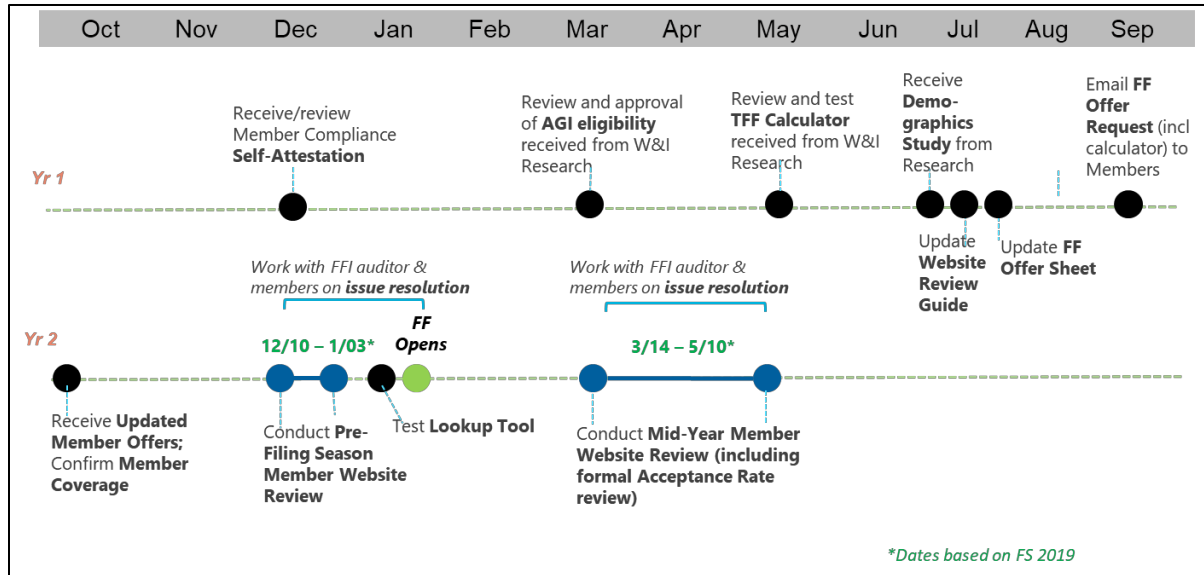 Oct Nov Dec Jan Feb Mar Apr May Jun Jul Aug Sep
Receive/review
Member Compliance
Self-Attestation
Review and approval
of AGI eligibility
received from W&I
Research
Review and test
TFF Calculator
received from W&I
Research
Receive
Demo-
graphics
Study from
Research
Email FF
Offer
Request (incl
calculator) to
Members
Yr 1
Update
Website
Review
Guide
Update FF
Offer Sheet
Work with FFI auditor &
members on issue resolution
Work with FFI auditor &
members on issue resolution
Yr 2
12/10 – 1/03*
FF
Opens
3/14 – 5/10*
Receive Updated
Member Offers;
Confirm Member
Coverage
Conduct Pre-
Filing Season
Member Website
Review
Test Lookup Tool
Conduct Mid-Year Member
Website Review (including
formal Acceptance Rate
review)
*Dates based on FS 2019